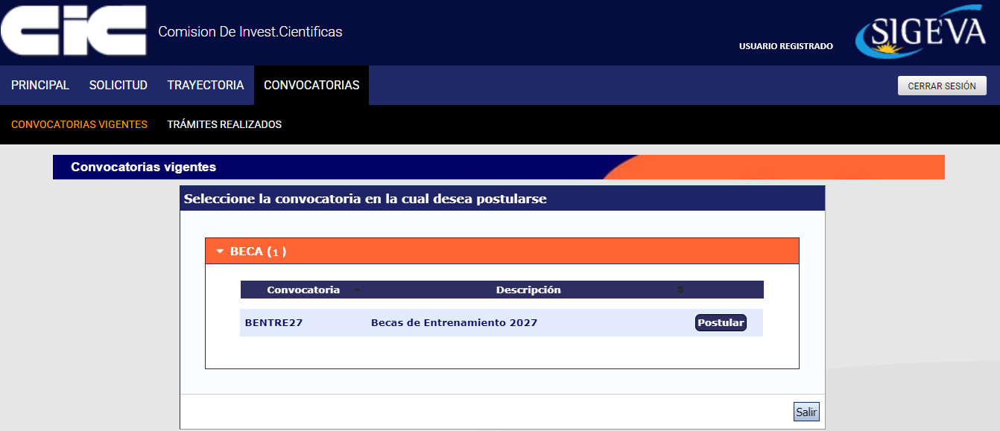 CIC
Comision De Invest.Cientificas
USUARIO REGISTRADO
SIGEVA
PRINCIPAL SOLICITUD TRAYECTORIA CONVOCATORIAS
CERRAR SESIÓN
CONVOCATORIAS VIGENTES TRÁMITES REALIZADOS
Convocatorias vigentes
Seleccione la convocatoria en la cual desea postularse
BECA (1 )
Convocatoria Descripción
BENTRE27 Becas de Entrenamiento 2027 Postular
Salir